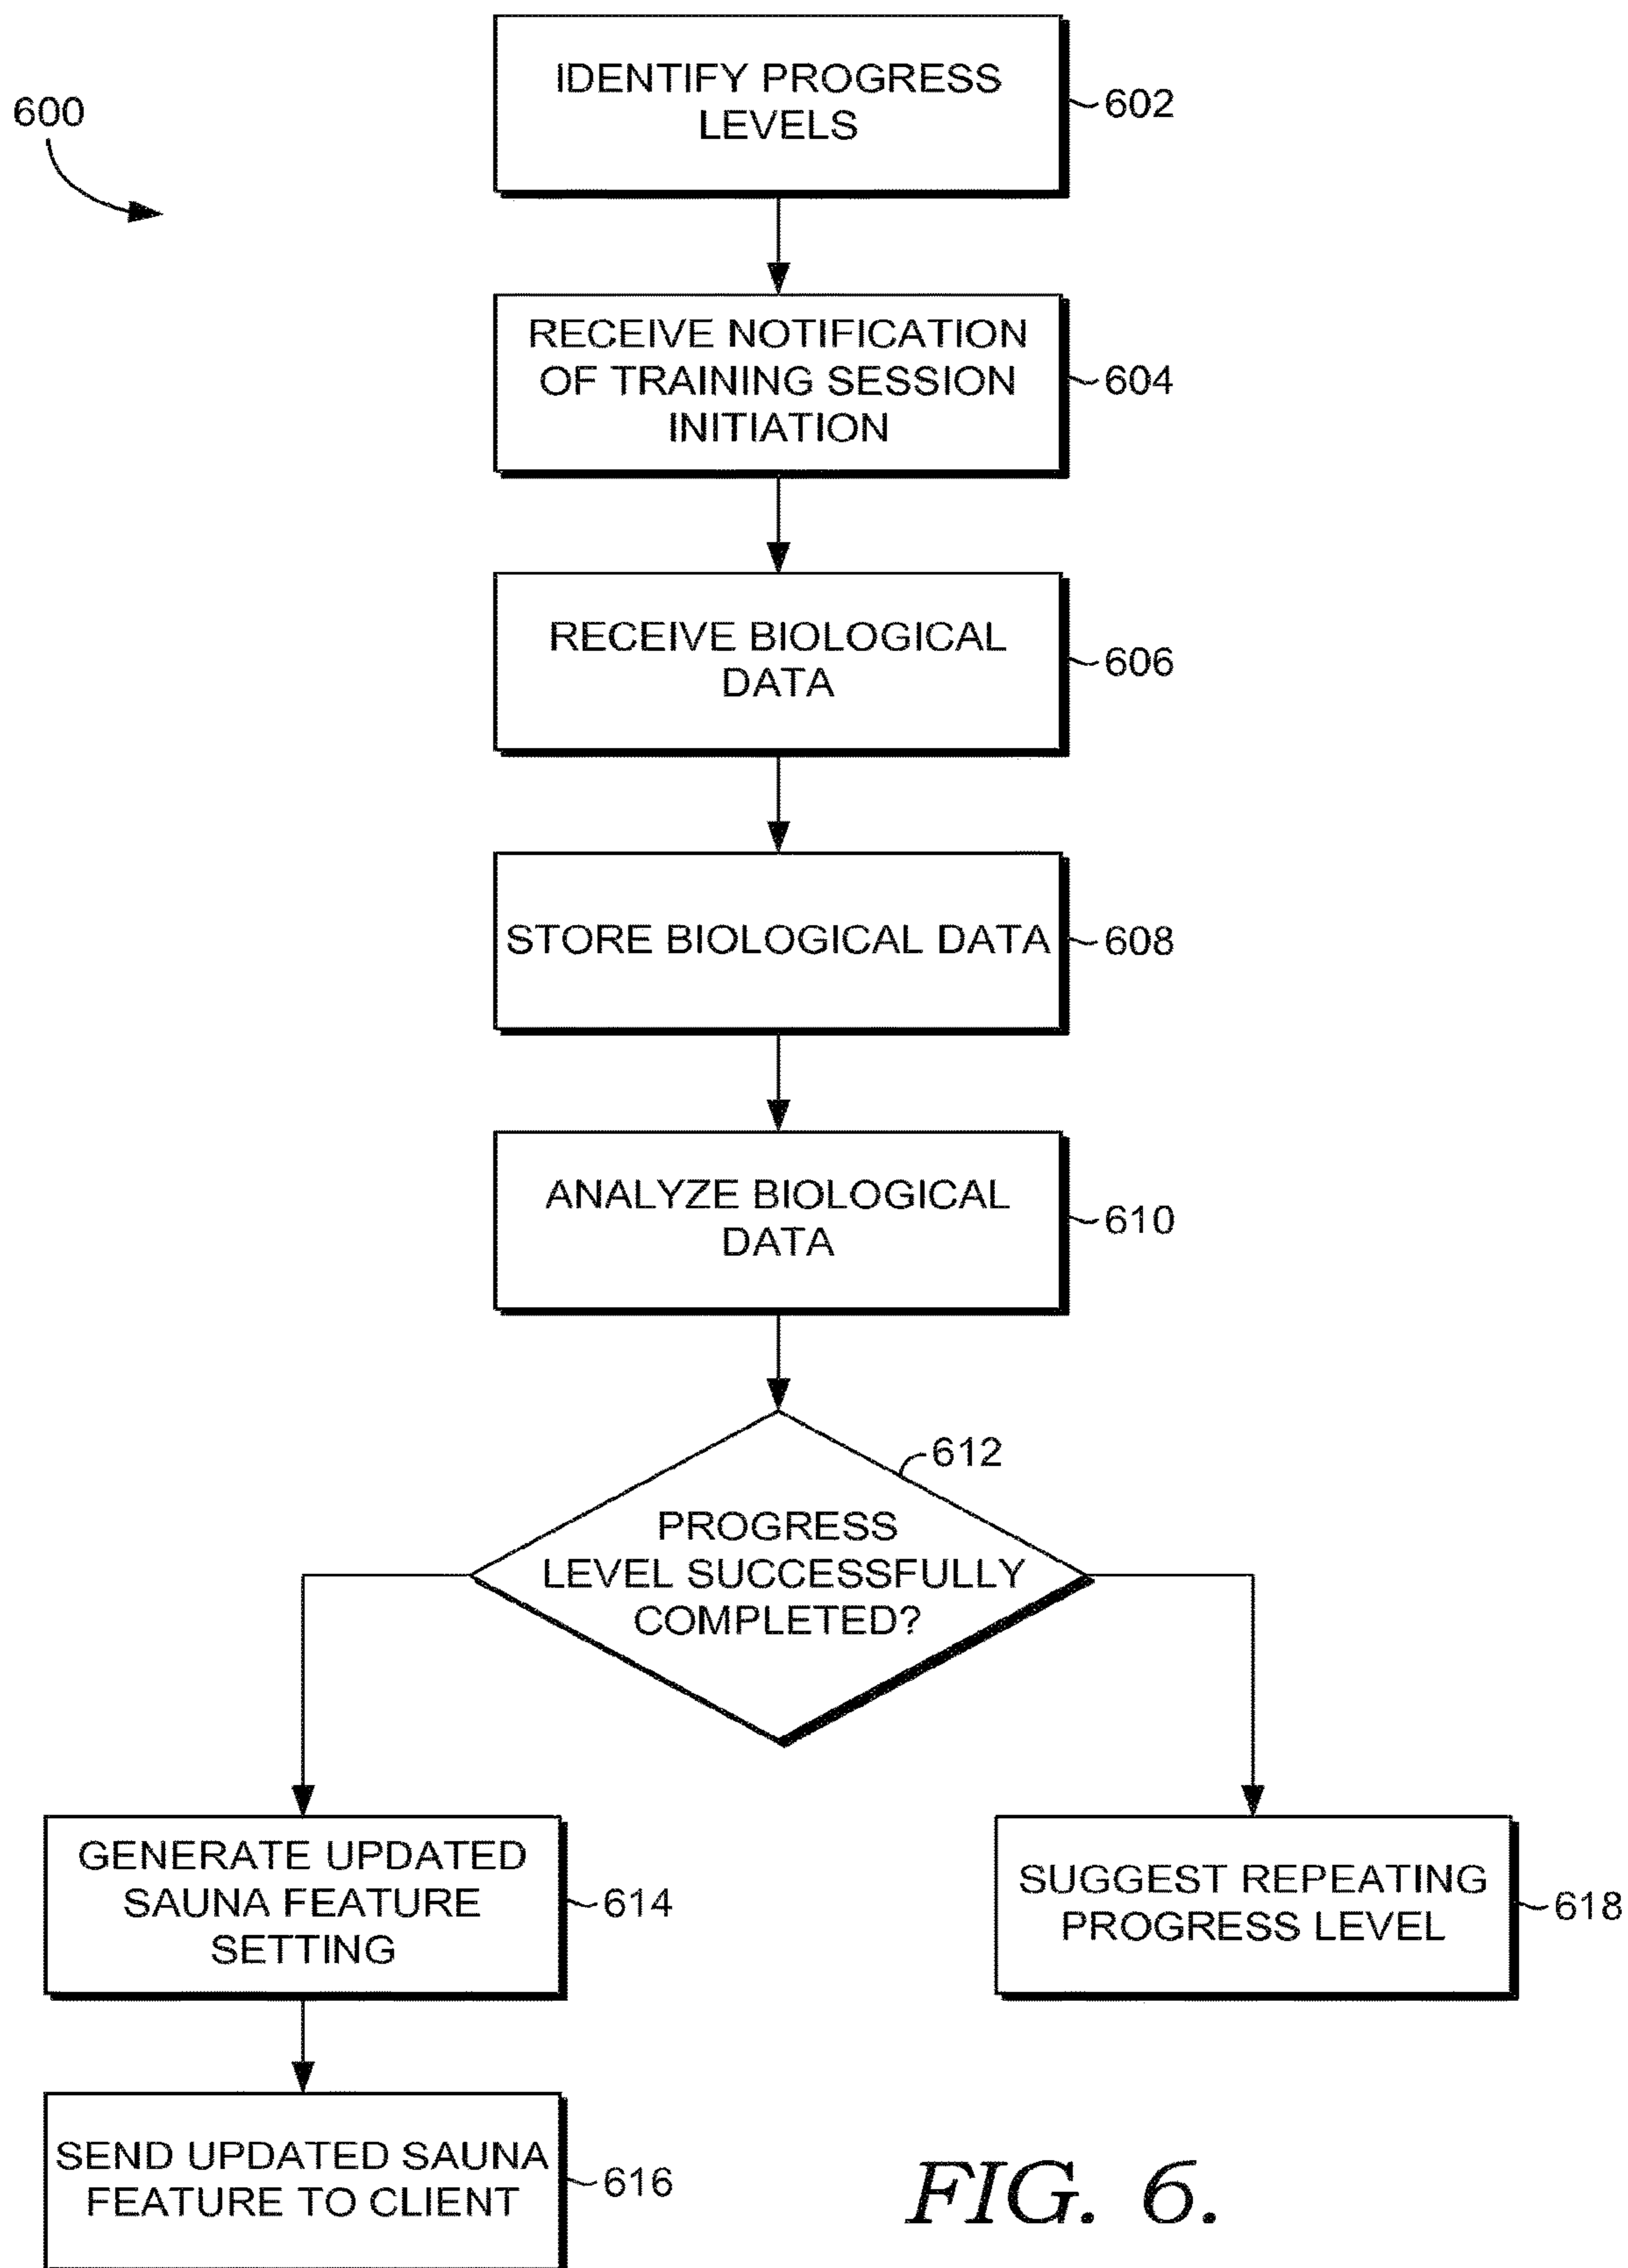 600
IDENTIFY PROGRESS
LEVELS
602
RECEIVE NOTIFICATION
OF TRAINING SESSION
INITIATION
604
RECEIVE BIOLOGICAL
DATA
606
STORE BIOLOGICAL DATA
608
ANALYZE BIOLOGICAL
DATA
610
612
PROGRESS
LEVEL SUCCESSFULLY
COMPLETED?
GENERATE UPDATED
SAUNA FEATURE
SETTING
614
SUGGEST REPEATING
PROGRESS LEVEL
618
SEND UPDATED SAUNA
FEATURE TO CLIENT
616
FIG. 6.